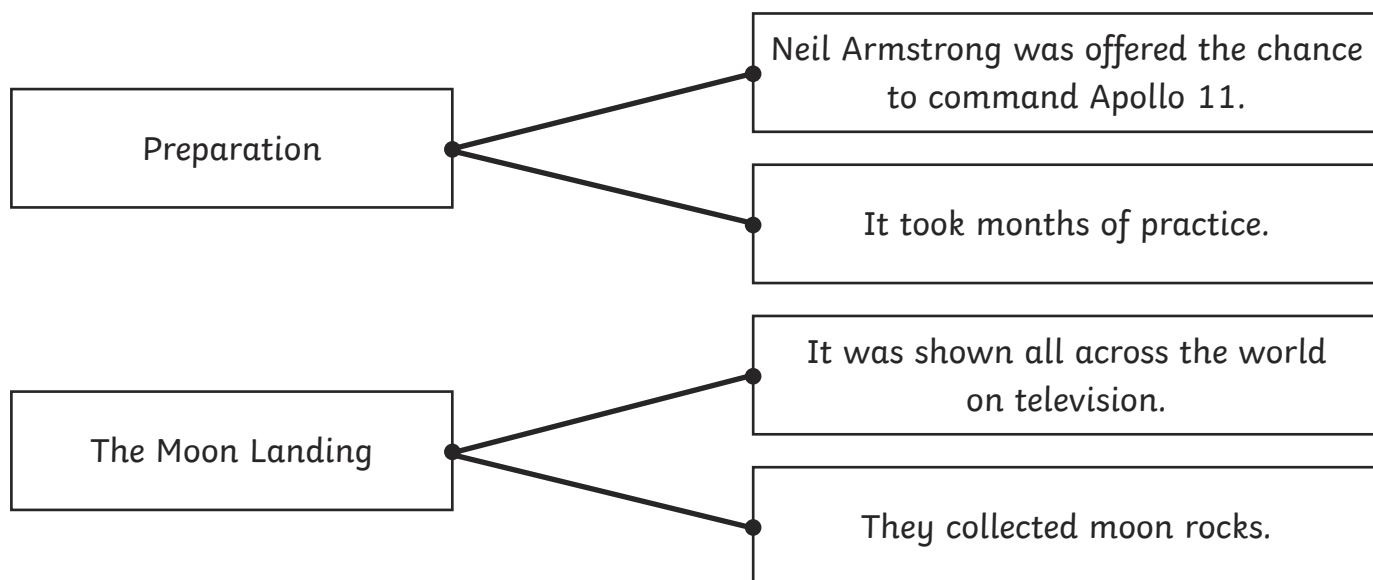 Preparation
Neil Armstrong was offered the chance
to command Apollo 11.
It took months of practice.
The Moon Landing
It was shown all across the world
on television.
They collected moon rocks.